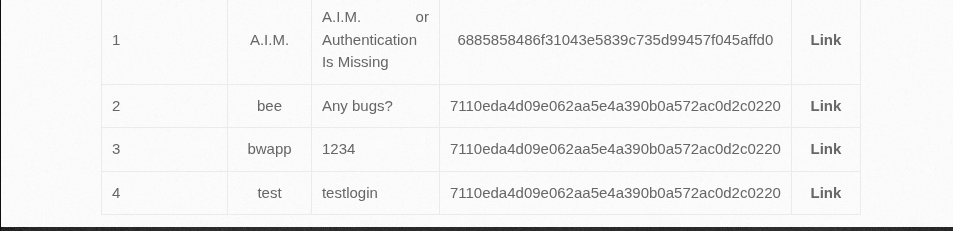 1 A.I.M. A.I.M. or Authentication Is Missing 6885858486f31043e5839c735d99457f045affd0 Link
2 bee Any bugs? 7110eda4d09e062aa5e4a390b0a572ac0d2c0220 Link
3 bwapp 1234 7110eda4d09e062aa5e4a390b0a572ac0d2c0220 Link
4 test testlogin 7110eda4d09e062aa5e4a390b0a572ac0d2c0220 Link